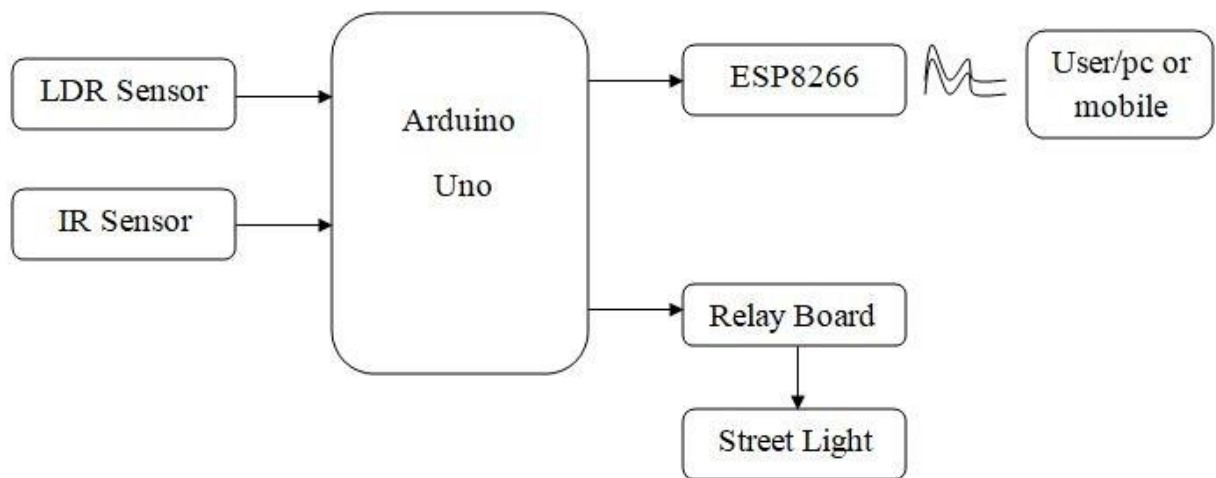 LDR Sensor
IR Sensor
Arduino
Uno
ESP8266
User/pc or
mobile
Relay Board
Street Light